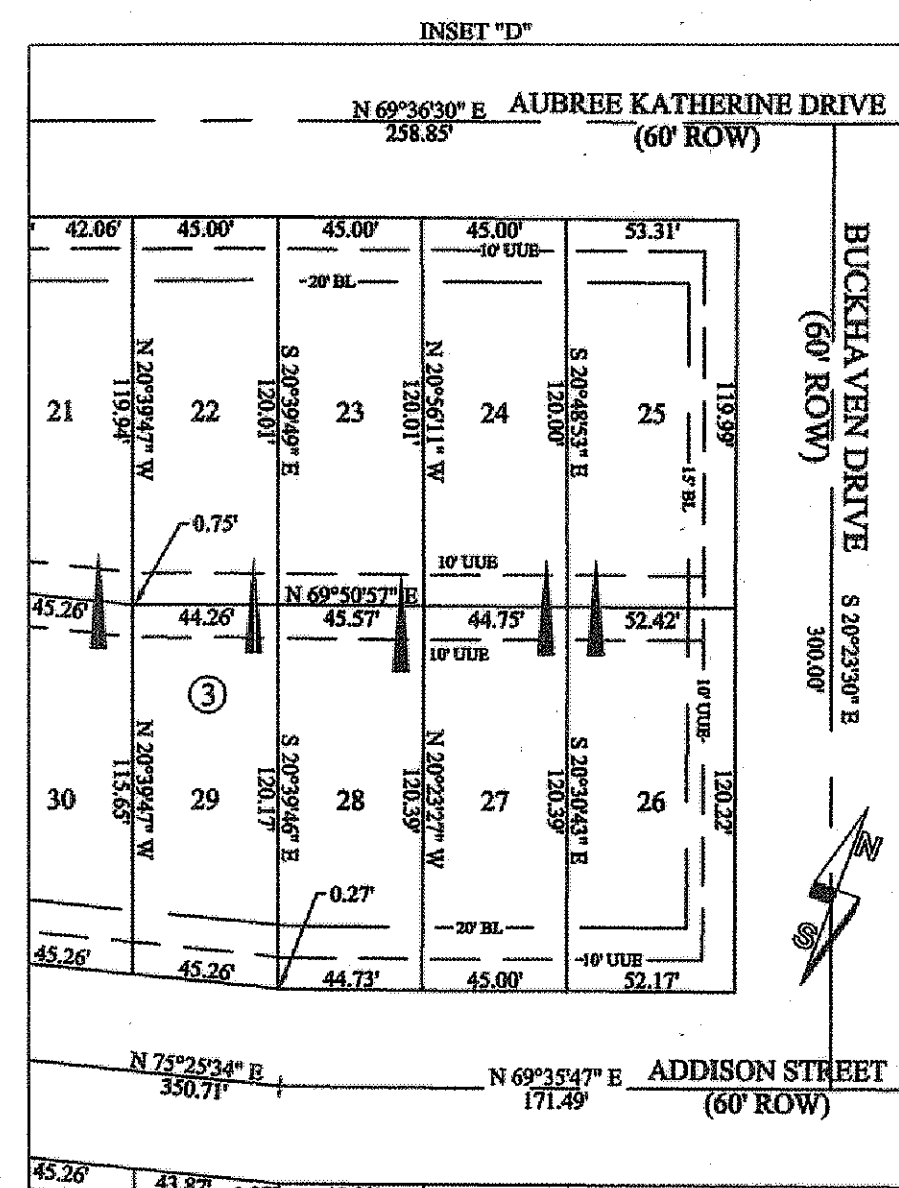 INSET "D"
N 69°36'30" E
258.85'
AUBREE KATHERINE DRIVE
(60' ROW)
BUCKHAVEN DRIVE
(60' ROW)
S 20°23'30" E
300.00'
42.06'
45.00'
45.00'
45.00'
53.31'
10' UUE
20' BL
21
N 20°39'47" W
119.94'
22
S 20°39'49" E
120.01'
23
N 20°56'11" W
120.01'
24
S 20°48'53" E
120.00'
25
119.99'
15' BL
0.75'
10' UUE
N 69°50'57" E
45.26'
44.26'
45.57'
44.75'
52.42'
10' UUE
3
10' UUE
30
N 20°39'47" W
115.65'
29
S 20°39'46" E
120.17'
28
N 20°23'27" W
120.39'
27
S 20°30'43" E
120.39'
26
120.22'
0.27'
20' BL
10' UUE
45.26'
45.26'
44.73'
45.00'
52.17'
N
S
N 75°25'34" E
350.71'
N 69°35'47" E
171.49'
ADDISON STREET
(60' ROW)
45.26'
43.87'